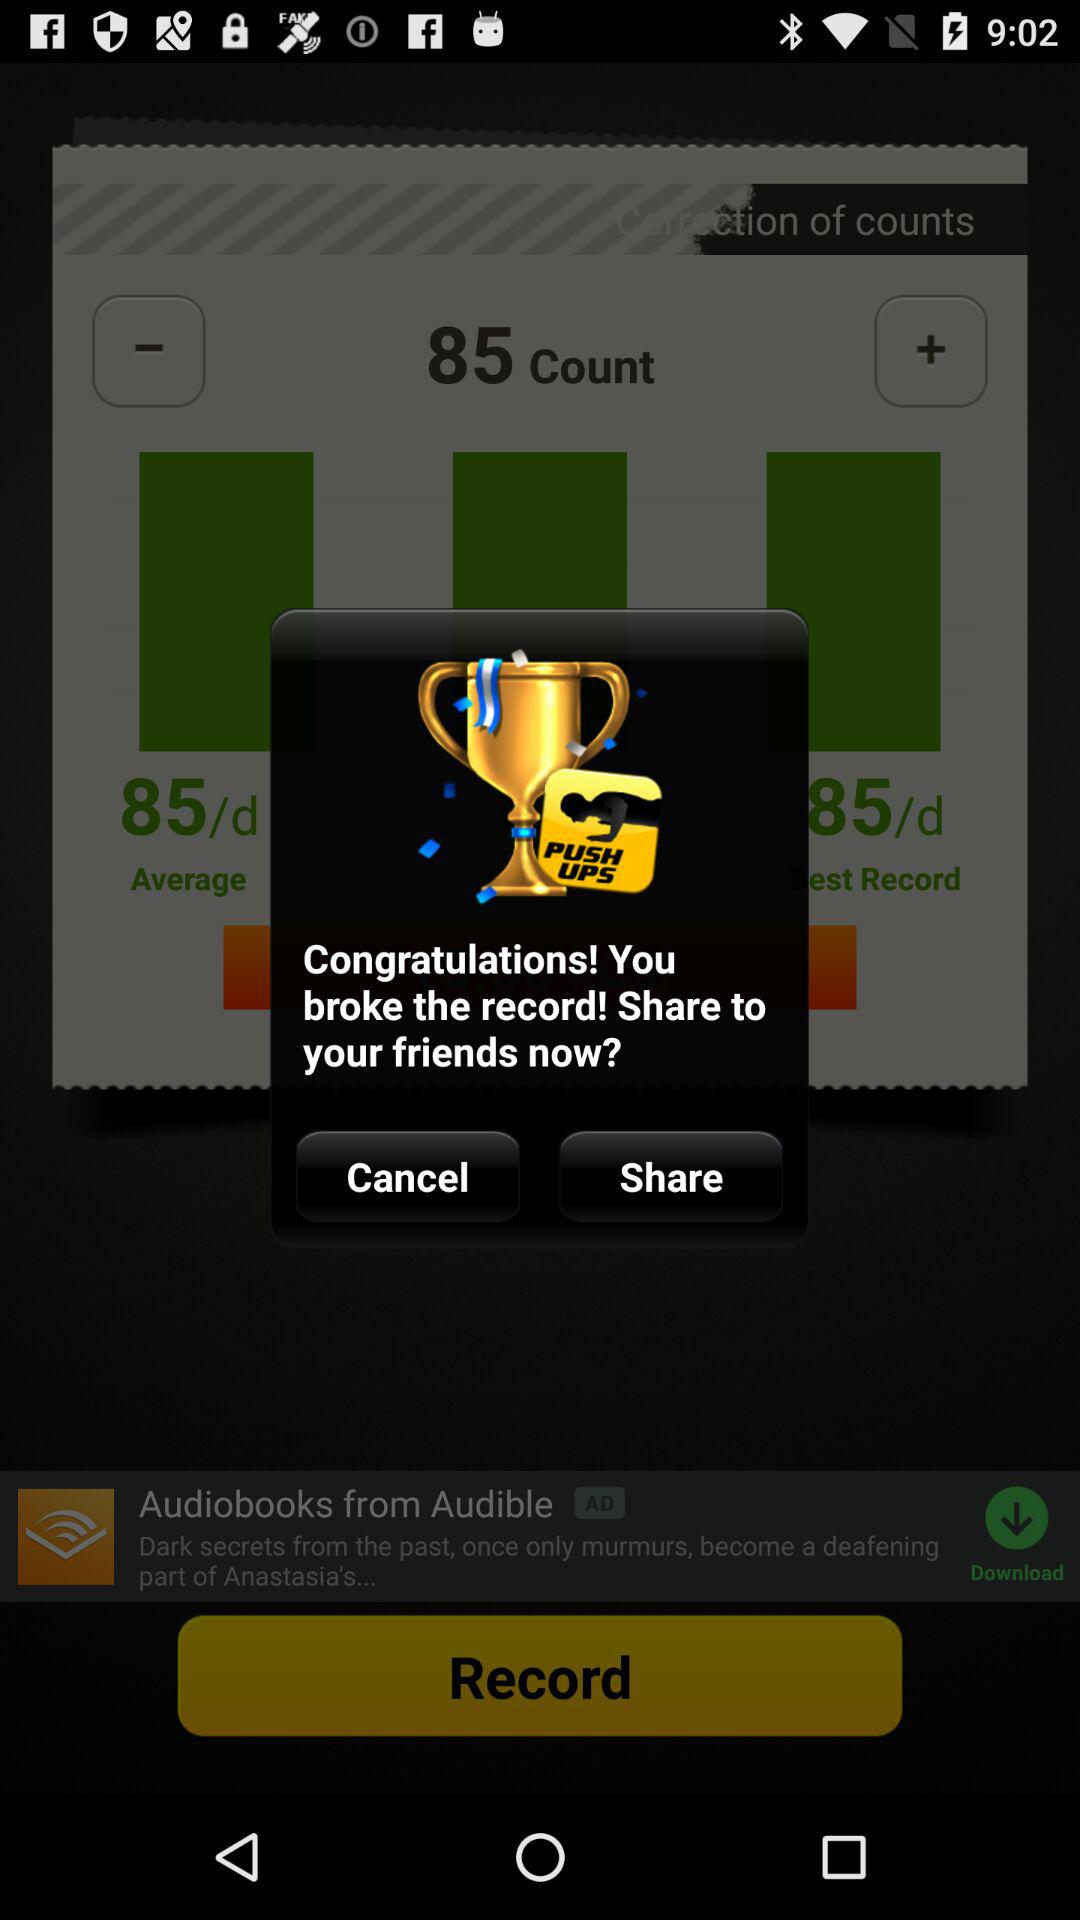 FAKE
9:02
Correction of counts
−
85 Count
+
85/d
85/d
Average
Best Record
PUSH
UPS
Congratulations! You
broke the record! Share to
your friends now?
Cancel
Share
Audiobooks from Audible AD
Dark secrets from the past, once only murmurs, become a deafening
part of Anastasia's...
Download
Record